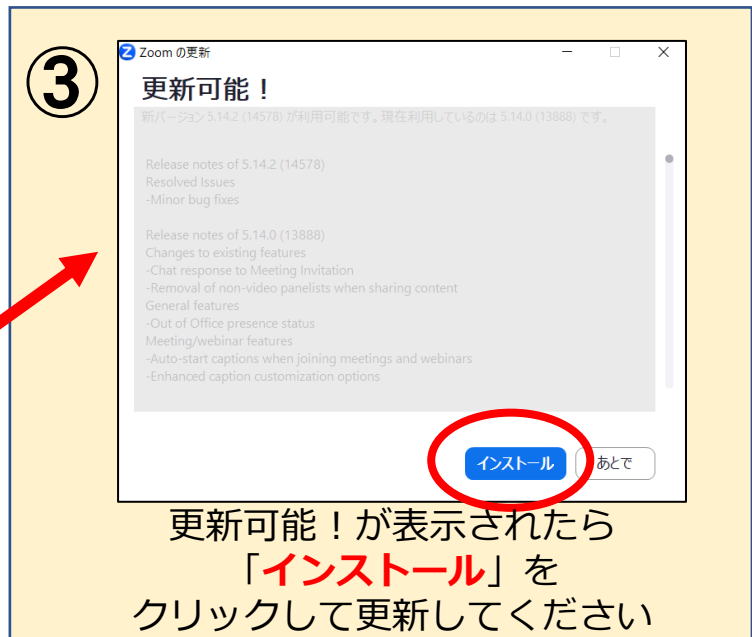 ③
Zoom の更新
更新可能！
新バージョン 5.14.2 (14578) が利用可能です。現在利用しているのは 5.14.0 (13888) です。
Release notes of 5.14.2 (14578)
Resolved Issues
-Minor bug fixes
Release notes of 5.14.0 (13888)
Changes to existing features
-Chat response to Meeting Invitation
-Removal of non-video panelists when sharing content
General features
-Out of Office presence status
Meeting/webinar features
-Auto-start captions when joining meetings and webinars
-Enhanced caption customization options
インストール あとで
更新可能！が表示されたら
「インストール」を
クリックして更新してください